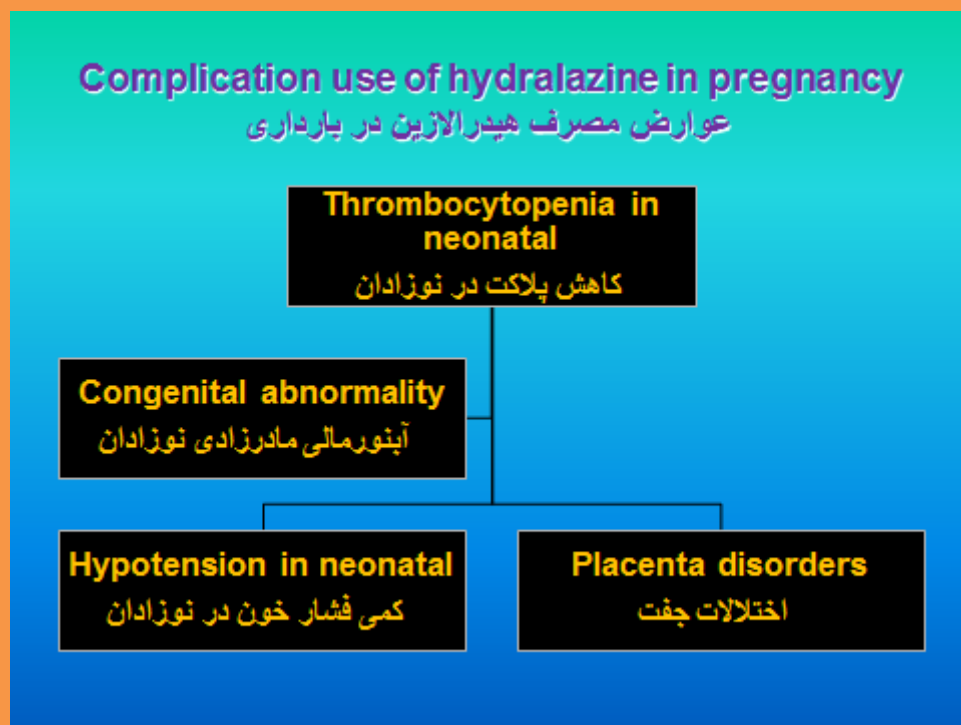 Complication use of hydralazine in pregnancy
عوارض مصرف هیدرالازین در بارداری
Thrombocytopenia in
neonatal
کاهش پلاکت در نوزادان
Congenital abnormality
آبنورمالی مادرزادی نوزادان
Hypotension in neonatal
کمی فشار خون در نوزادان
Placenta disorders
اختلالات جفت